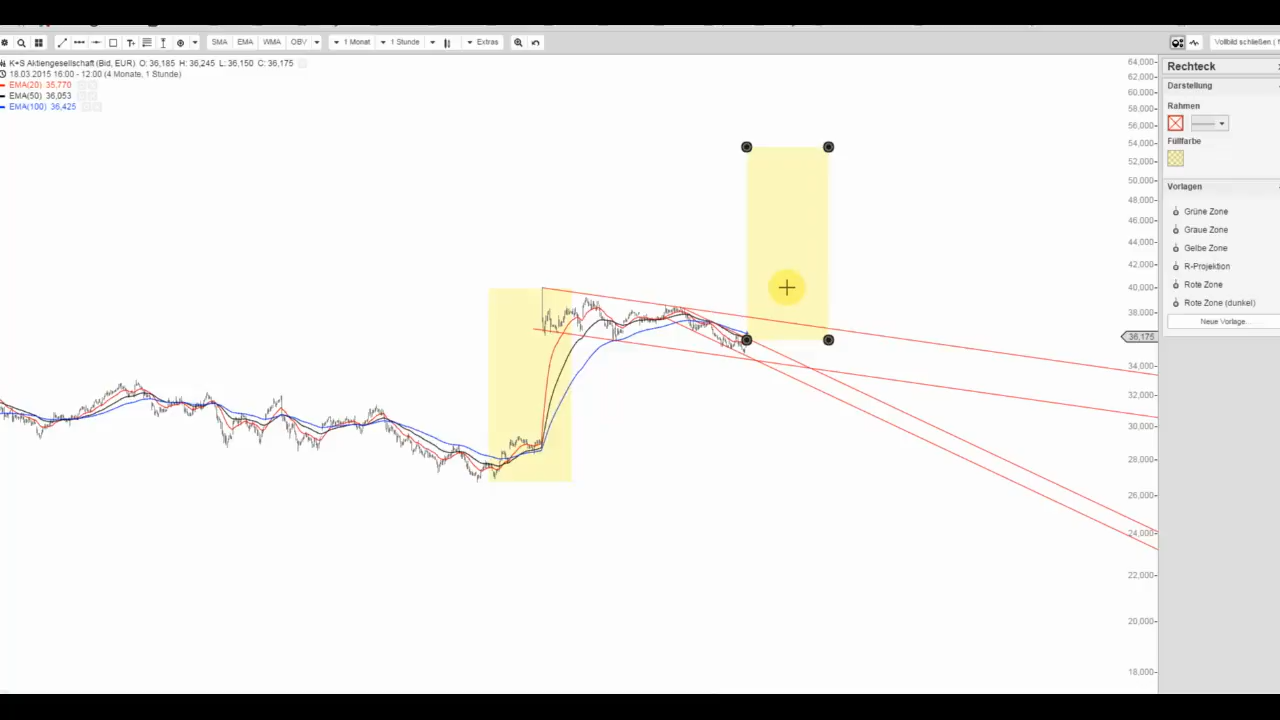 SMA EMA WMA OBV 1 Monat 1 Stunde Extras Vollbild schließen
K+S Aktiengesellschaft (Bid, EUR) O: 36,185 H: 36,245 L: 36,150 C: 36,175
18.03.2015 16:00 - 12:00 (4 Monate, 1 Stunde)
EMA(20) 35,770
EMA(50) 36,053
EMA(100) 36,425
64,000
62,000
60,000
58,000
56,000
54,000
52,000
50,000
48,000
46,000
44,000
42,000
40,000
38,000
36,175
34,000
32,000
30,000
28,000
26,000
24,000
22,000
20,000
18,000
Rechteck
Darstellung
Rahmen
Füllfarbe
Vorlagen
Grüne Zone
Graue Zone
Gelbe Zone
R-Projektion
Rote Zone
Rote Zone (dunkel)
Neue Vorlage...